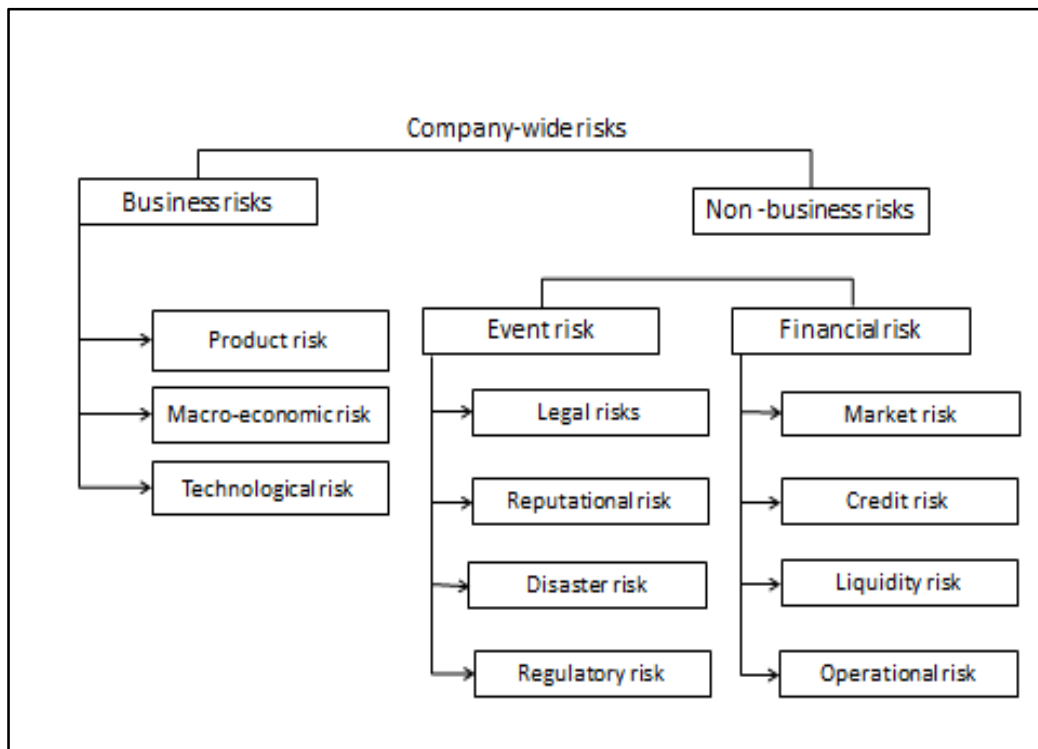 Company-wide risks
Business risks
Non -business risks
Product risk
Macro-economic risk
Technological risk
Event risk
Legal risks
Reputational risk
Disaster risk
Regulatory risk
Financial risk
Market risk
Credit risk
Liquidity risk
Operational risk